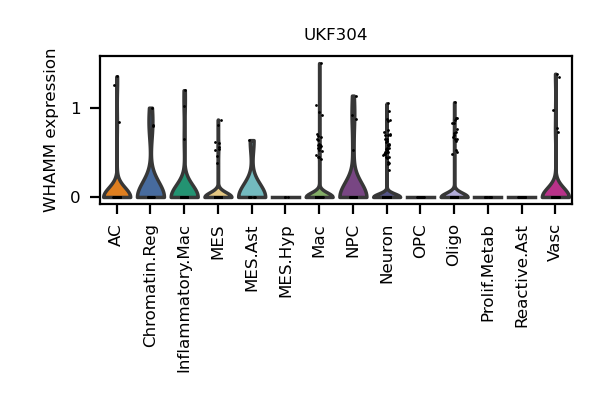 UKF304
WHAMM expression
1
0
AC
Chromatin.Reg
Inflammatory.Mac
MES
MES.Ast
MES.Hyp
Mac
NPC
Neuron
OPC
Oligo
Prolif.Metab
Reactive.Ast
Vasc